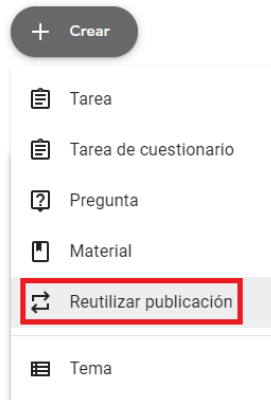 Crear
Tarea
Tarea de cuestionario
Pregunta
Material
Reutilizar publicación
Tema